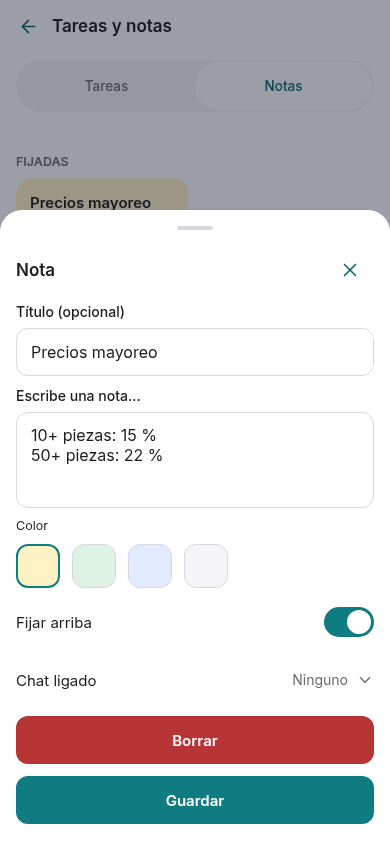 Tareas y notas
Tareas
Notas
FIJADAS
Precios mayoreo
Nota
Título (opcional)
Precios mayoreo
Escribe una nota...
10+ piezas: 15 %
50+ piezas: 22 %
Color
Fijar arriba
Chat ligado
Ninguno
Borrar
Guardar